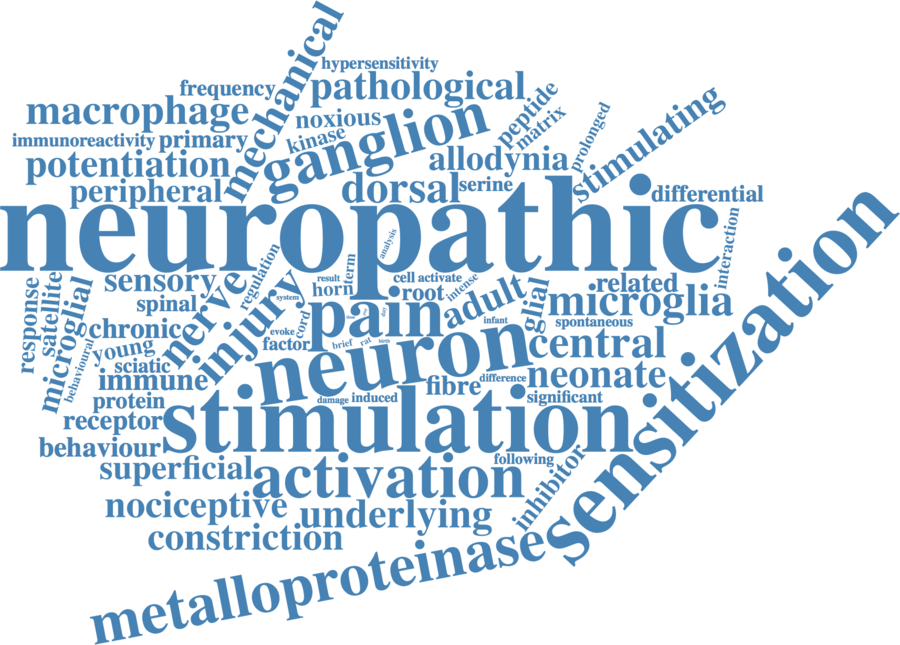 hypersensitivity
mechanical
frequency
pathological
macrophage
noxious
peptide
ganglion
matrix
prolonged
stimulating
immunoreactivity
primary
kinase
potentiation
allodynia
peripheral
dorsal
serine
differential
neuropathic
sensitization
interaction
analysis
regulation
term
response
satellite
microglial
sensory
nerve
injury
result
horn
cell
activate
root
intense
adult
glial
related
microglia
system
spinal
cord
pain
day
infant
spontaneous
chronic
evoke
factor
neuron
brief
rat
birth
central
behavioural
young
sciatic
immune
fibre
difference
neonate
protein
damage
induced
significant
receptor
stimulation
behaviour
following
superficial
activation
inhibitor
nociceptive
underlying
constriction
metalloproteinase